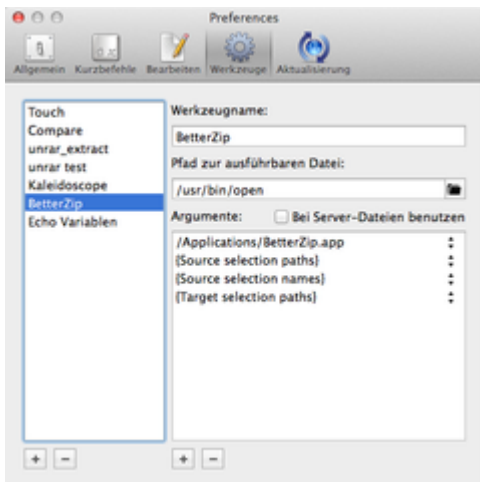 Preferences
Allgemein Kurzbefehle Bearbeiten Werkzeuge Aktualisierung
Touch
Compare
unrar_extract
unrar test
Kaleidoscope
BetterZip
Echo Variablen
Werkzeugname:
BetterZip
Pfad zur ausführbaren Datei:
/usr/bin/open
Argumente: Bei Server-Dateien benutzen
/Applications/BetterZip.app
{Source selection paths}
{Source selection names}
{Target selection paths}
+ −
+ −